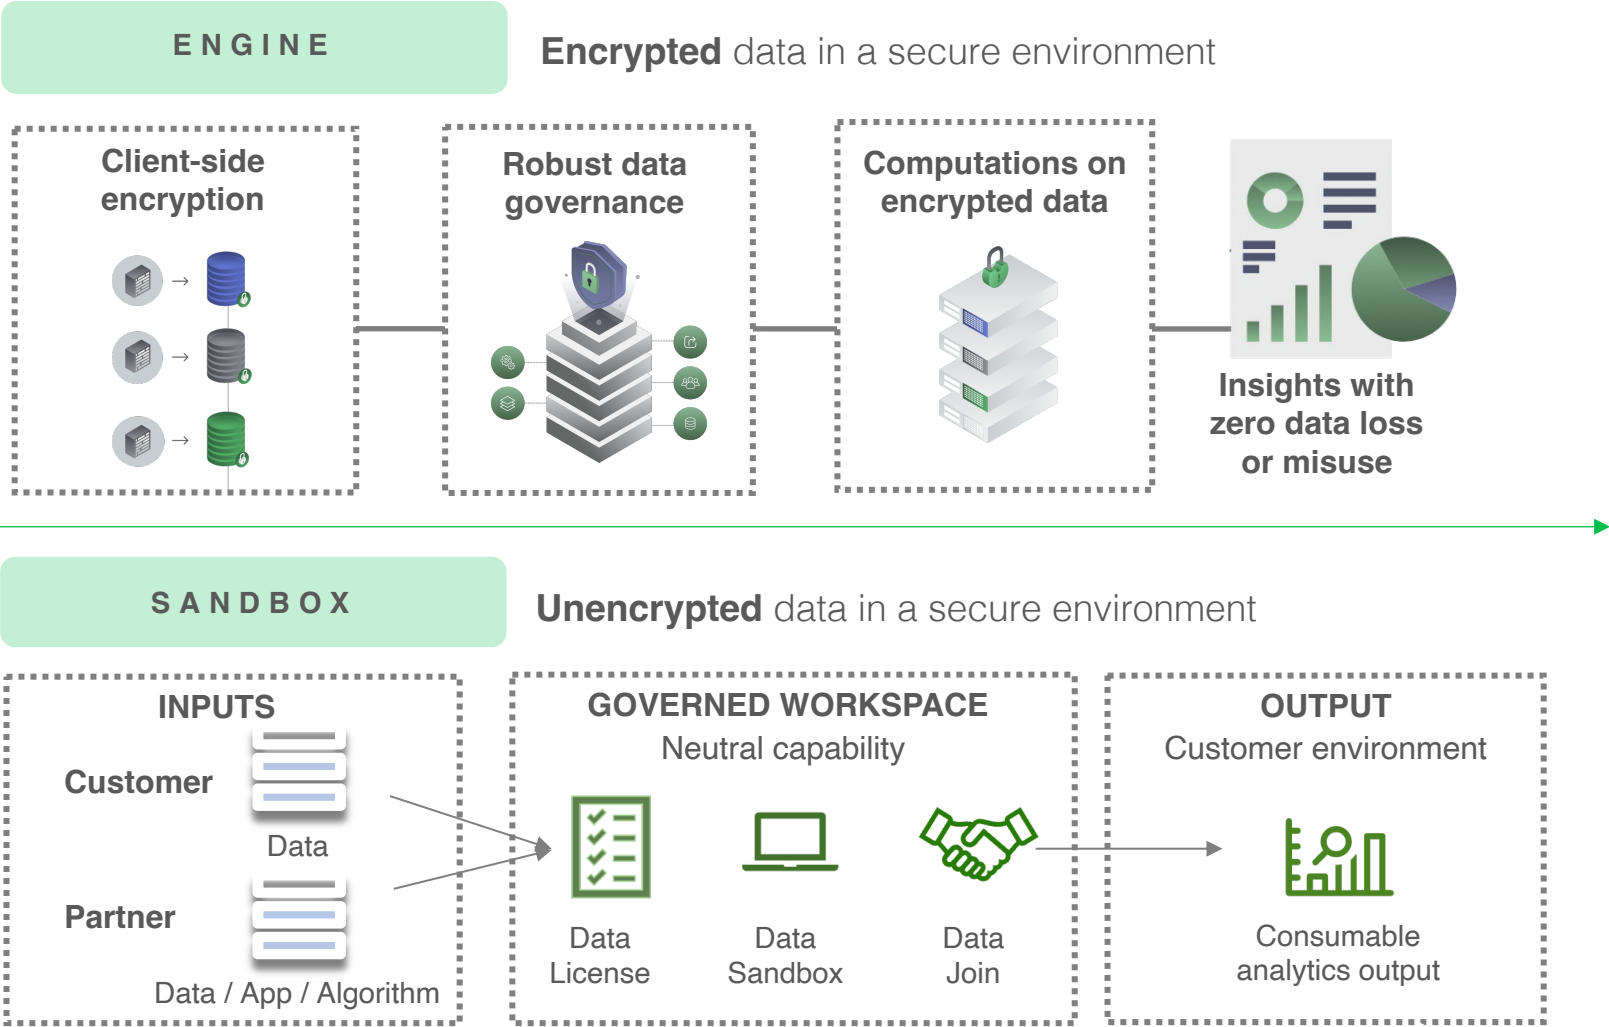 ENGINE
Encrypted data in a secure environment
Client-side
encryption
Robust data
governance
Computations on
encrypted data
Insights with
zero data loss
or misuse
SANDBOX
Unencrypted data in a secure environment
INPUTS
Customer
Data
Partner
Data / App / Algorithm
GOVERNED WORKSPACE
Neutral capability
Data
License
Data
Sandbox
Data
Join
OUTPUT
Customer environment
Consumable
analytics output